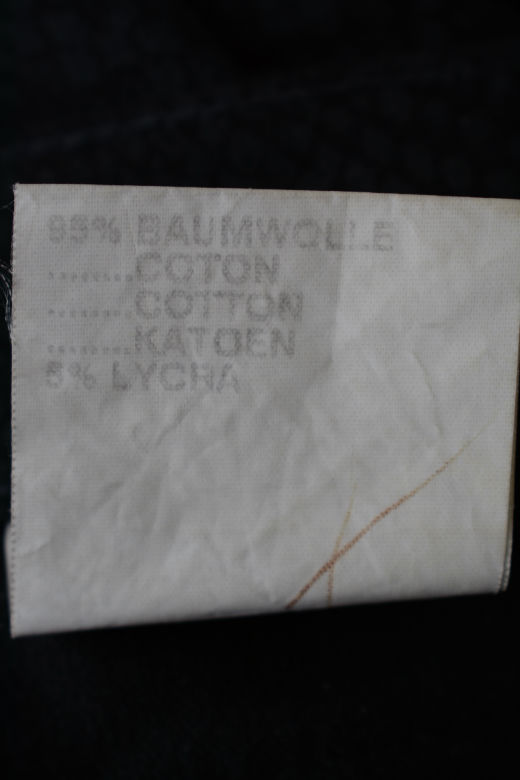 95% BAUMWOLLE
........COTON
........COTTON
........KATOEN
5% LYCRA